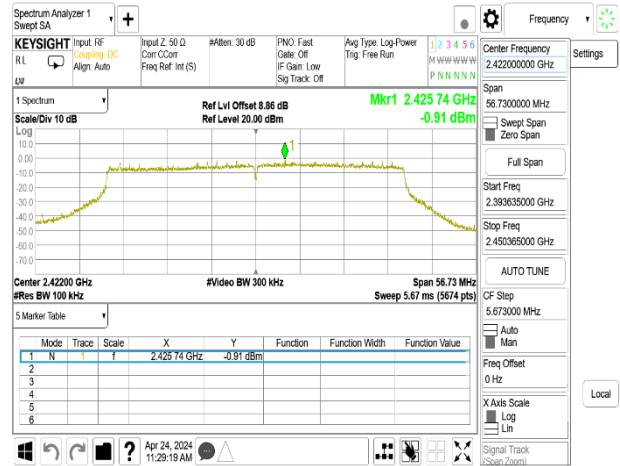 Spectrum Analyzer 1
Swept SA
+
Frequency
KEYSIGHT
Input: RF
Coupling: DC
Align: Auto
Input Z: 50 Ω
Corr CCorr
Freq Ref: Int (S)
#Atten: 30 dB
PNO: Fast
Gate: Off
IF Gain: Low
Sig Track: Off
Avg Type: Log-Power
Trig: Free Run
1 2 3 4 5 6
M W W W W W
P N N N N N
RL
Center Frequency
2.422000000 GHz
Settings
Span
56.7300000 MHz
Swept Span
Zero Span
Full Span
Start Freq
2.393635000 GHz
Stop Freq
2.450365000 GHz
AUTO TUNE
CF Step
5.673000 MHz
Auto
Man
Freq Offset
0 Hz
X Axis Scale
Log
Lin
Local
Signal Track
(Span Zoom)
1 Spectrum
Scale/Div 10 dB
Ref Lvl Offset 8.86 dB
Ref Level 20.00 dBm
Mkr1 2.425 74 GHz
-0.91 dBm
Log
10.0
0.00
-10.0
-20.0
-30.0
-40.0
-50.0
-60.0
-70.0
1
Center 2.42200 GHz
#Res BW 100 kHz
#Video BW 300 kHz
Span 56.73 MHz
Sweep 5.67 ms (5674 pts)
5 Marker Table
Mode Trace Scale X Y Function Function Width Function Value
1 N 1 f 2.425 74 GHz -0.91 dBm
2
3
4
5
6
?
Apr 24, 2024
11:29:19 AM